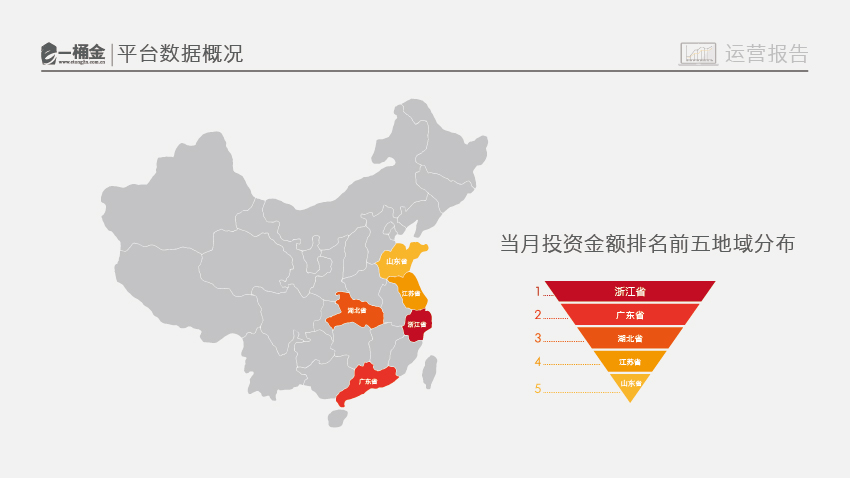 一桶金
www.etongjin.com.cn
平台数据概况
运营报告
当月投资金额排名前五地域分布
山东省
江苏省
湖北省
浙江省
广东省
1 浙江省
2 广东省
3 湖北省
4 江苏省
5 山东省